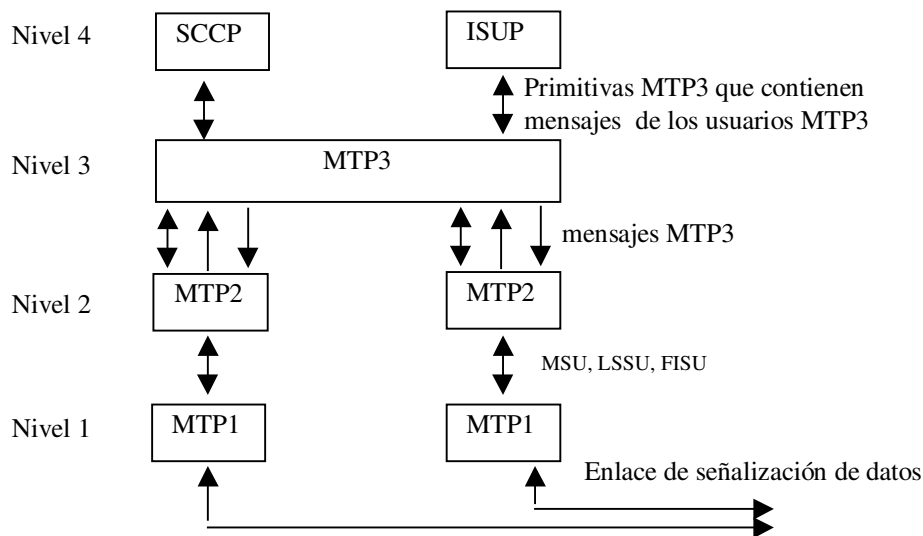 Nivel 4
SCCP
ISUP
Primitivas MTP3 que contienen
mensajes de los usuarios MTP3
Nivel 3
MTP3
mensajes MTP3
Nivel 2
MTP2
MTP2
MSU, LSSU, FISU
Nivel 1
MTP1
MTP1
Enlace de señalización de datos